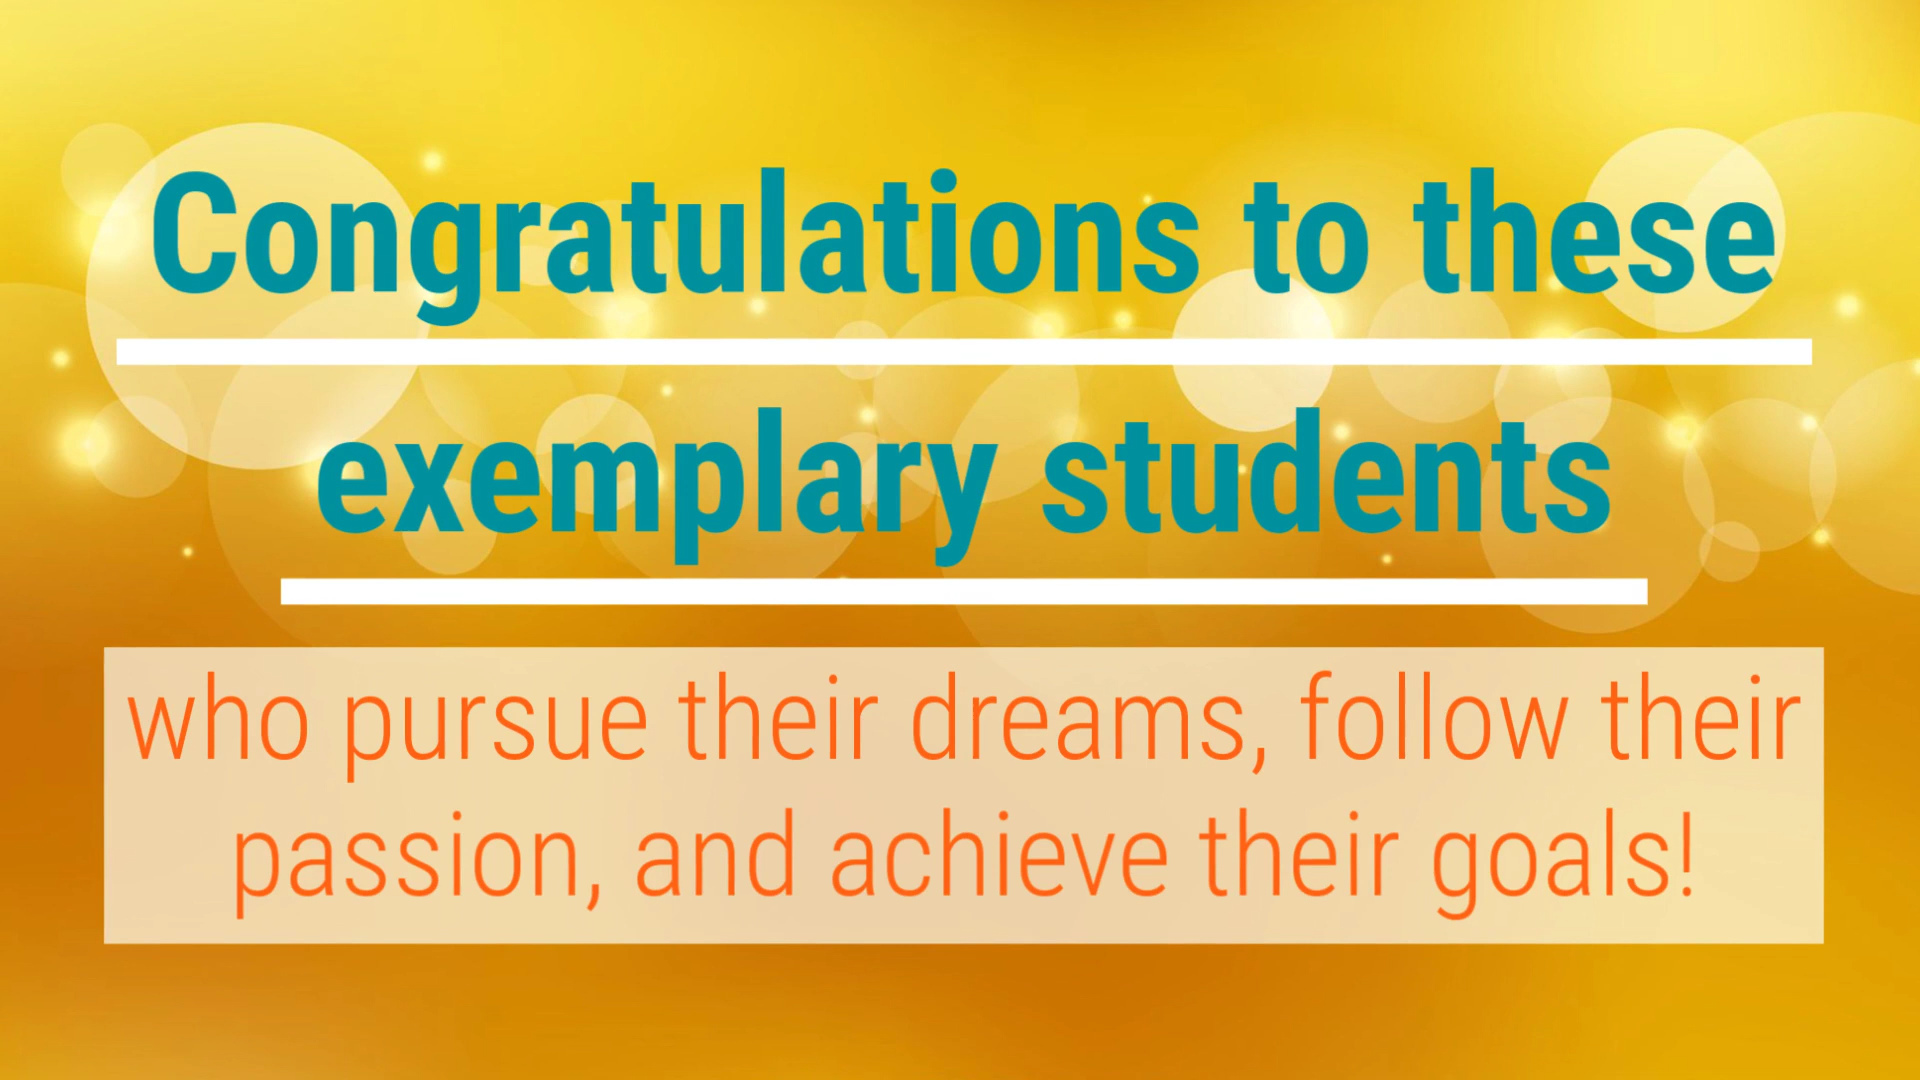 Congratulations to these
exemplary students
who pursue their dreams, follow their
passion, and achieve their goals!